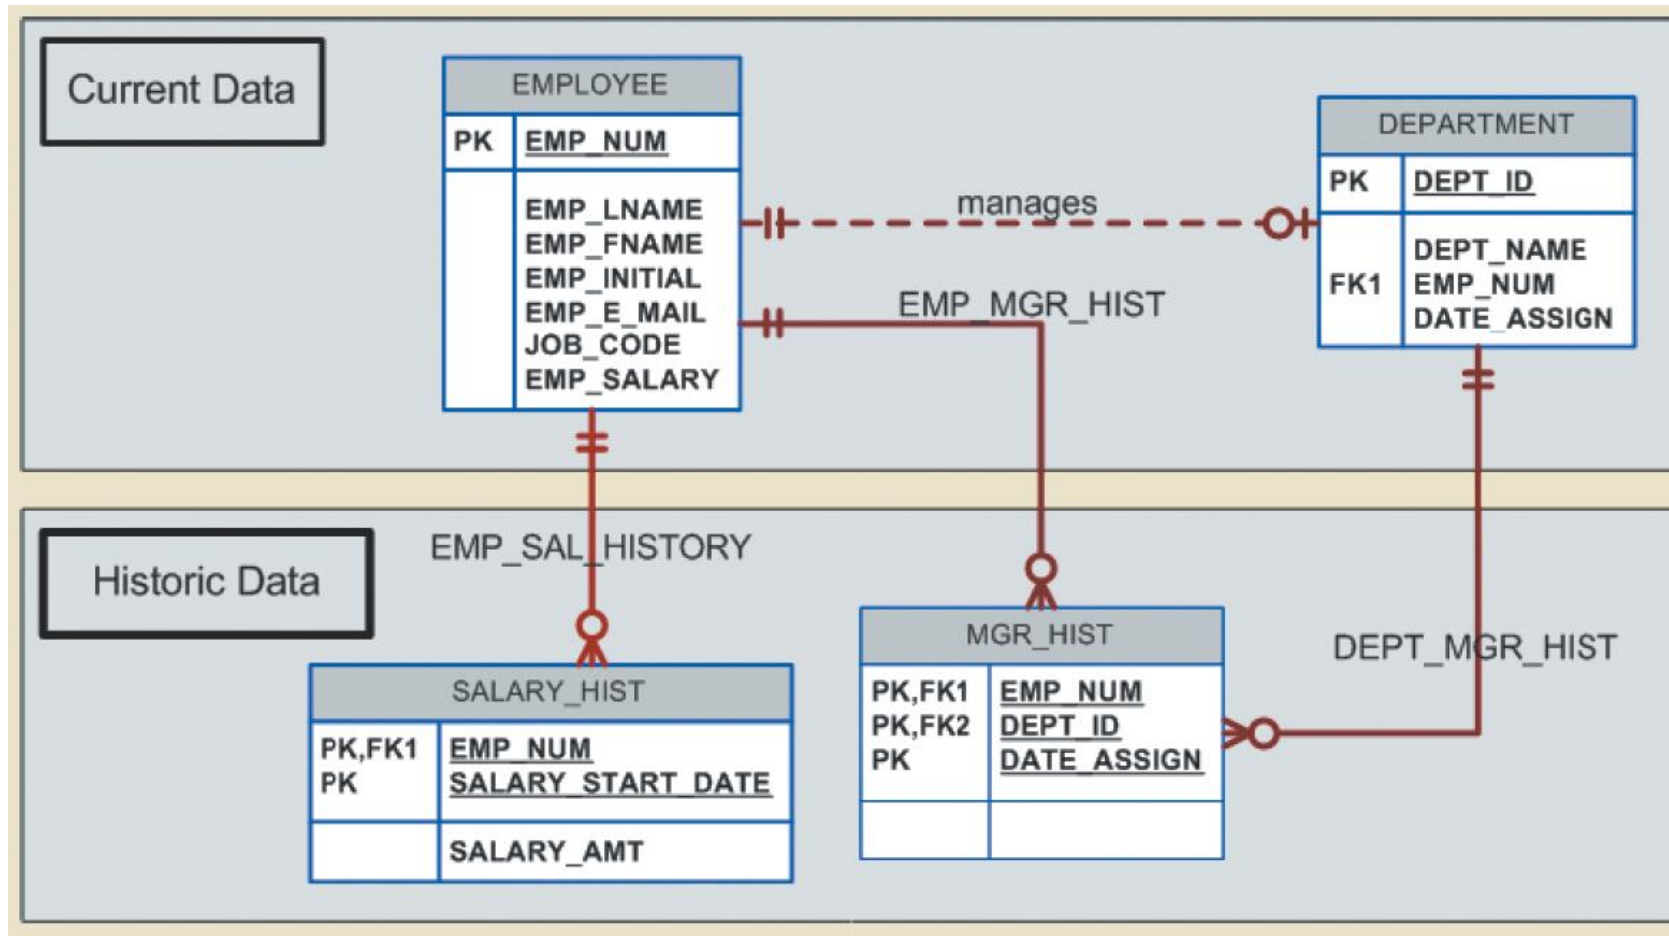 Current Data
EMPLOYEE
PK EMP_NUM
EMP_LNAME
EMP_FNAME
EMP_INITIAL
EMP_E_MAIL
JOB_CODE
EMP_SALARY
manages
DEPARTMENT
PK DEPT_ID
DEPT_NAME
FK1 EMP_NUM
DATE_ASSIGN
EMP_MGR_HIST
Historic Data
EMP_SAL_HISTORY
SALARY_HIST
PK,FK1 EMP_NUM
PK SALARY_START_DATE
SALARY_AMT
MGR_HIST
PK,FK1 EMP_NUM
PK,FK2 DEPT_ID
PK DATE_ASSIGN
DEPT_MGR_HIST